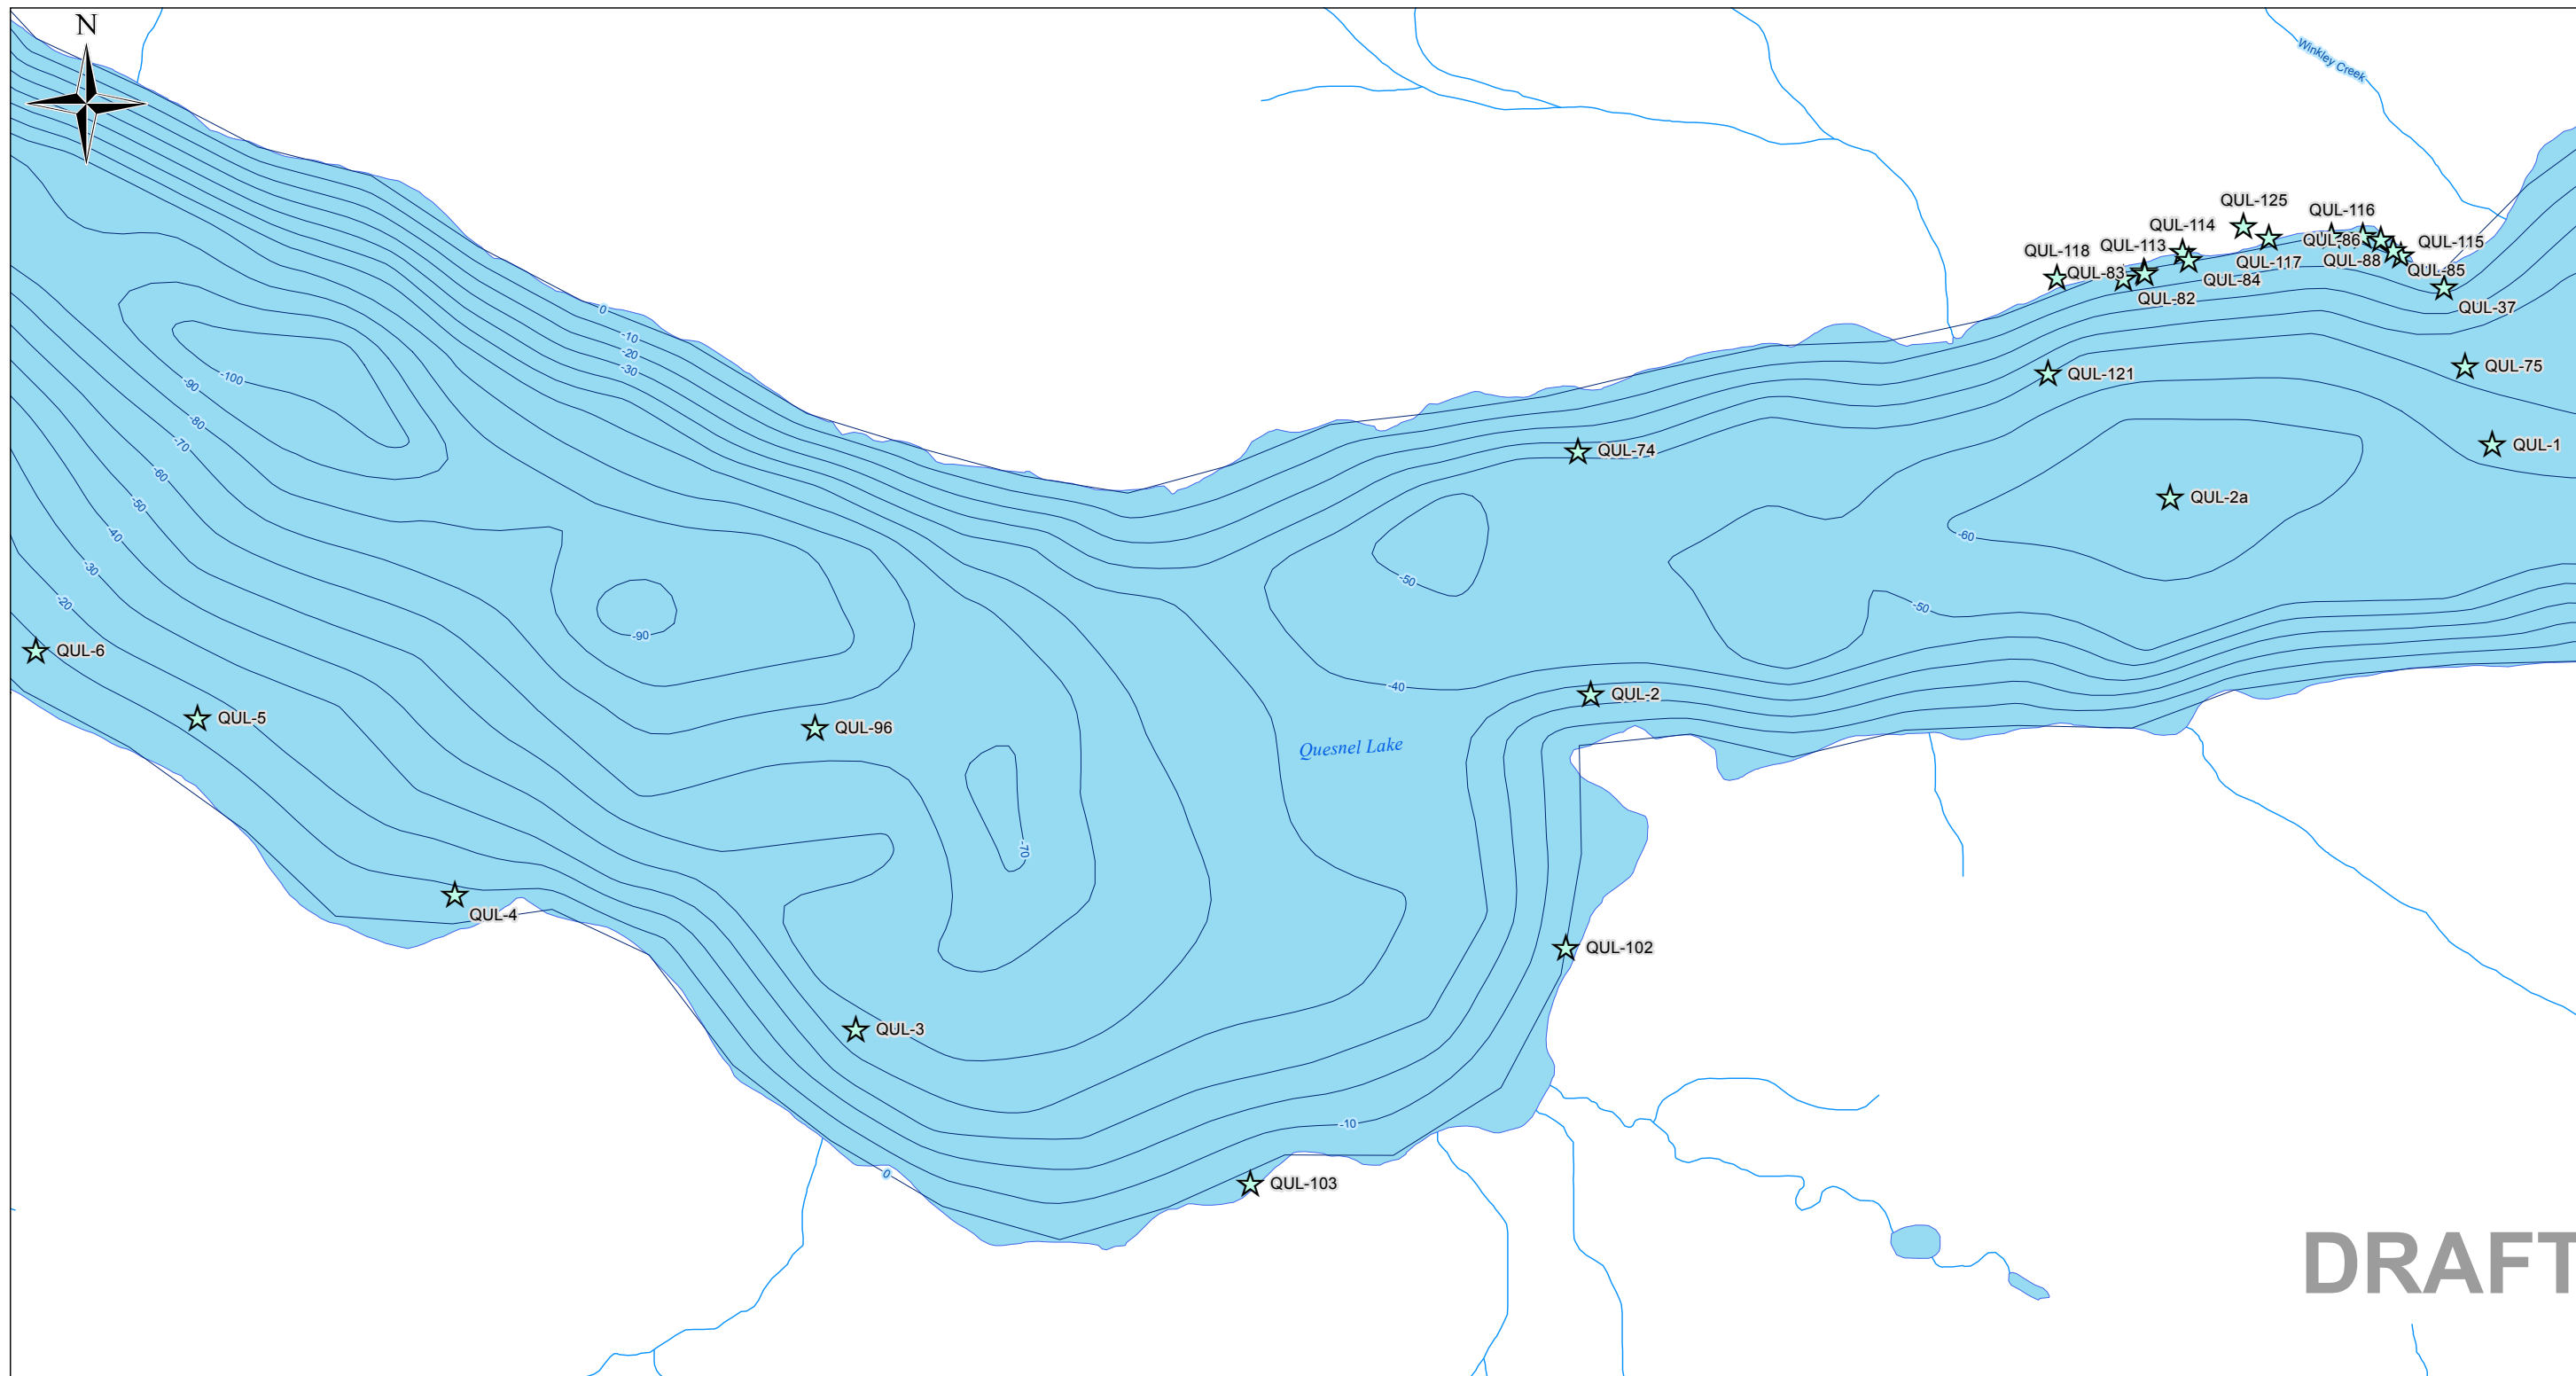 N
Winkley Creek
QUL-125
QUL-116
QUL-114
QUL-118
QUL-113
QUL-86
QUL-115
QUL-117
QUL-88
QUL-83
QUL-84
QUL-85
QUL-82
QUL-37
0
-10
-20
-30
QUL-121
QUL-75
-100
-90
-80
-70
QUL-74
QUL-1
-60
-50
QUL-2a
-40
-60
-30
-50
-20
-50
-90
QUL-6
-40
QUL-2
QUL-5
QUL-96
Quesnel Lake
-70
QUL-4
QUL-102
QUL-3
-10
0
QUL-103
DRAFT